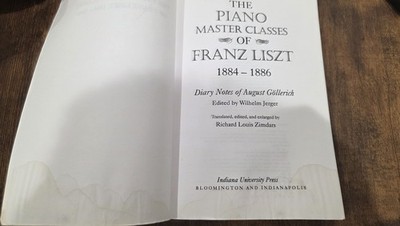 THE
PIANO
MASTER CLASSES
OF
FRANZ LISZT
1884 – 1886
Diary Notes of August Göllerich
Edited by Wilhelm Jerger
Translated, edited, and enlarged by
Richard Louis Zimdars
Indiana University Press
BLOOMINGTON AND INDIANAPOLIS